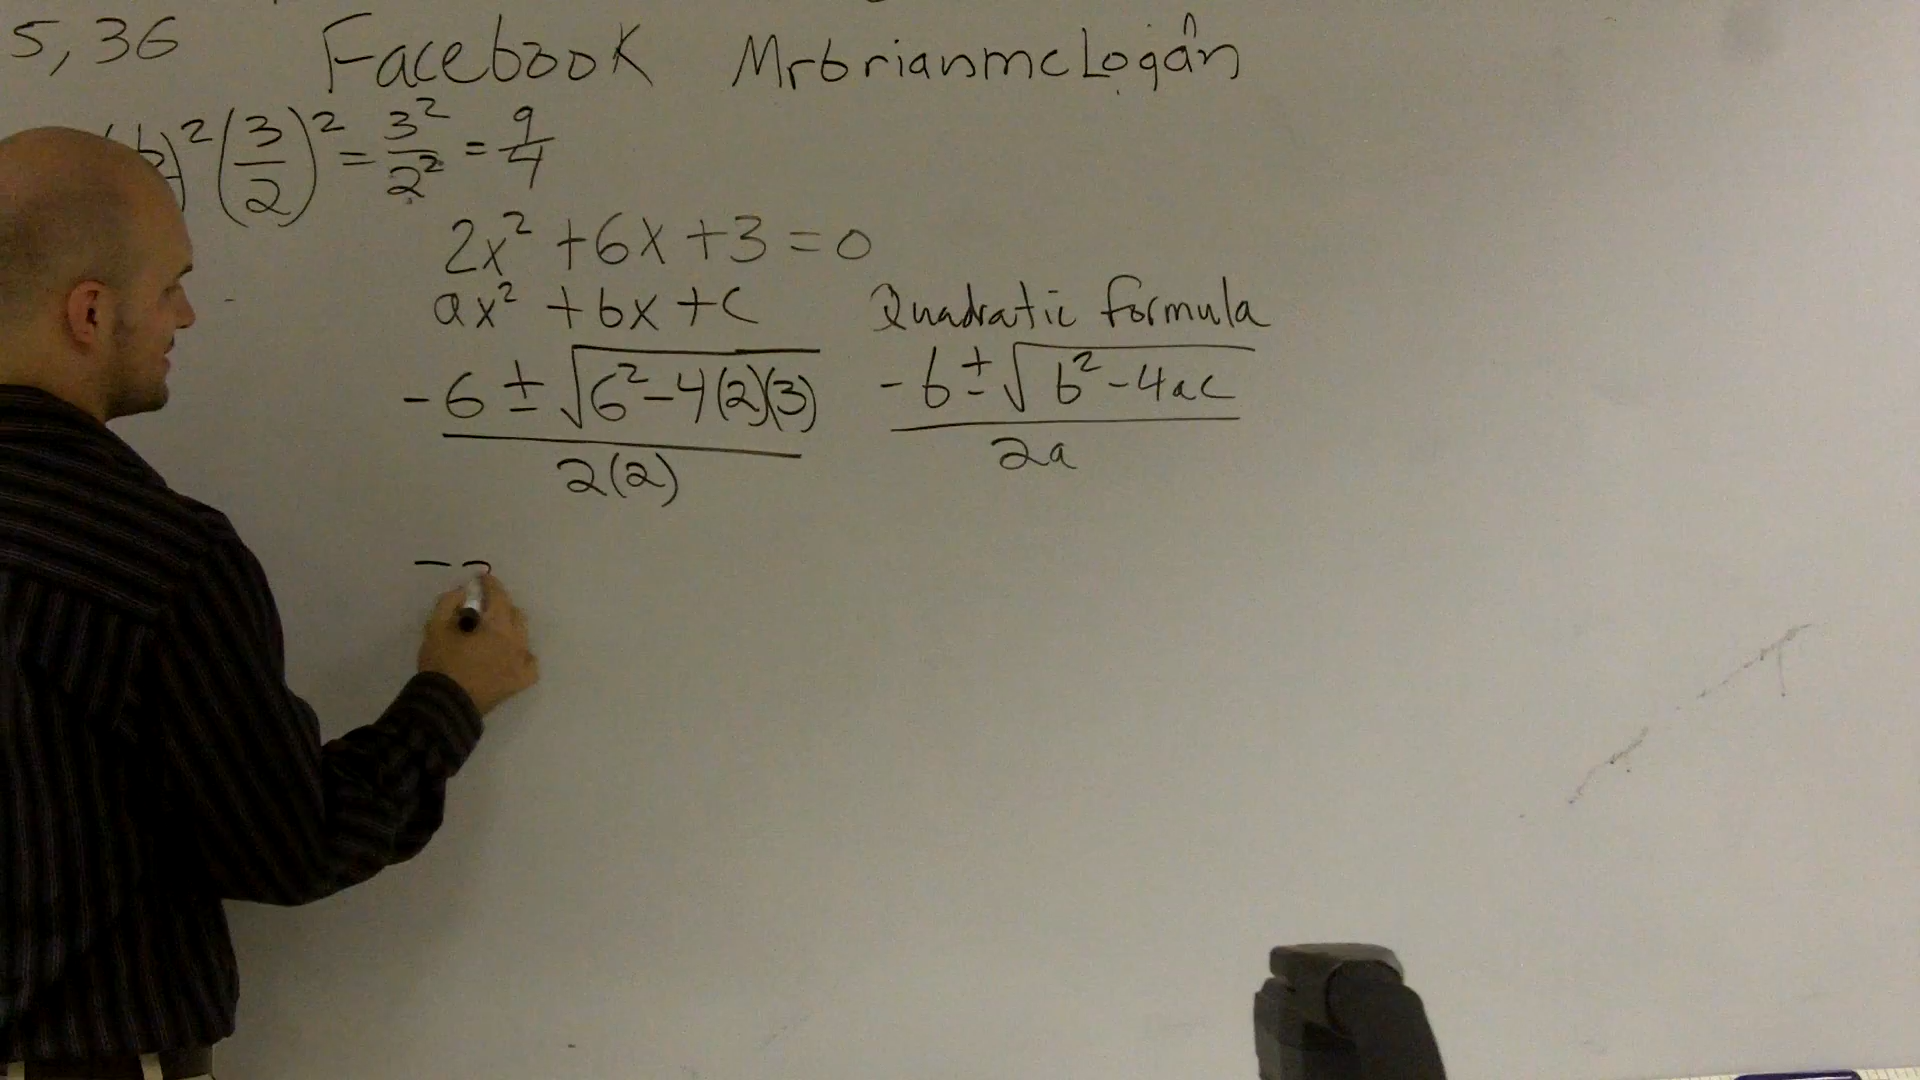 5, 36 Facebook MrbrianmcLogan
b)² (3/2)² = 3²/2² = 9/4
2x² + 6x + 3 = 0
ax² + bx + c Quadratic formula
-6 ± √(6² - 4(2)(3)) -b ± √(b² - 4ac)
2(2) 2a
-